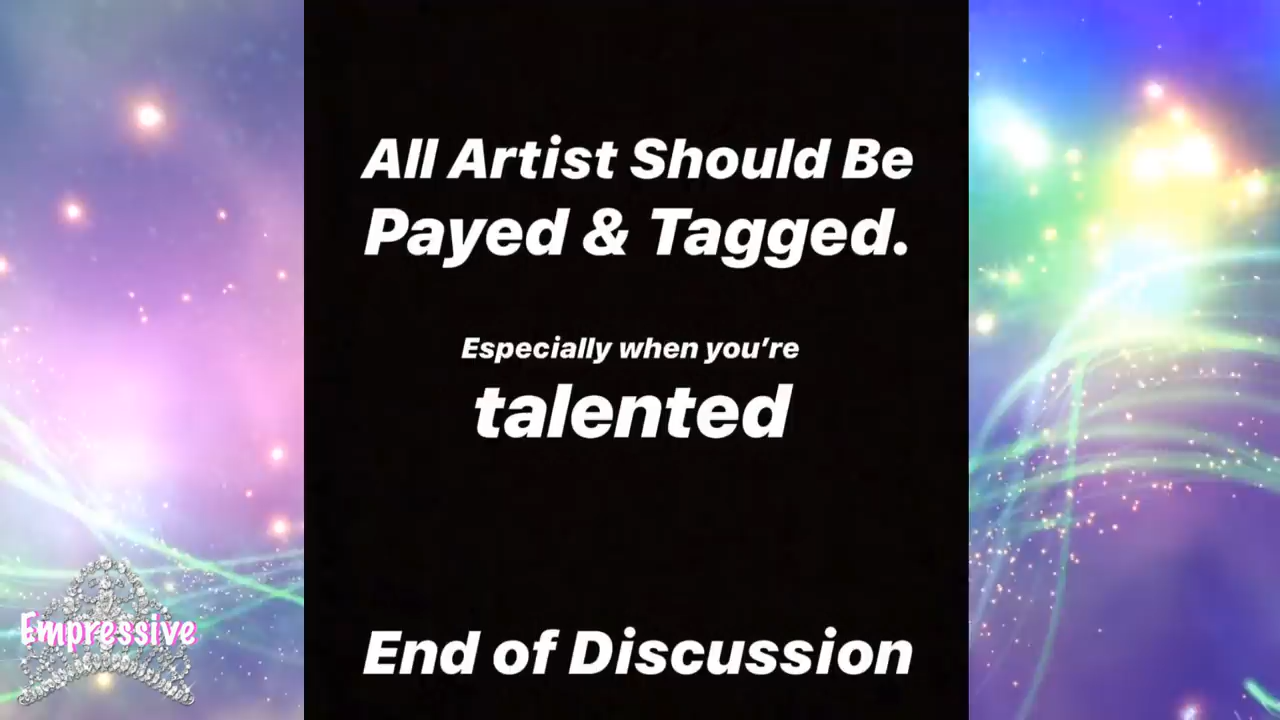 All Artist Should Be
Payed & Tagged.
Especially when you’re
talented
End of Discussion
Empressive